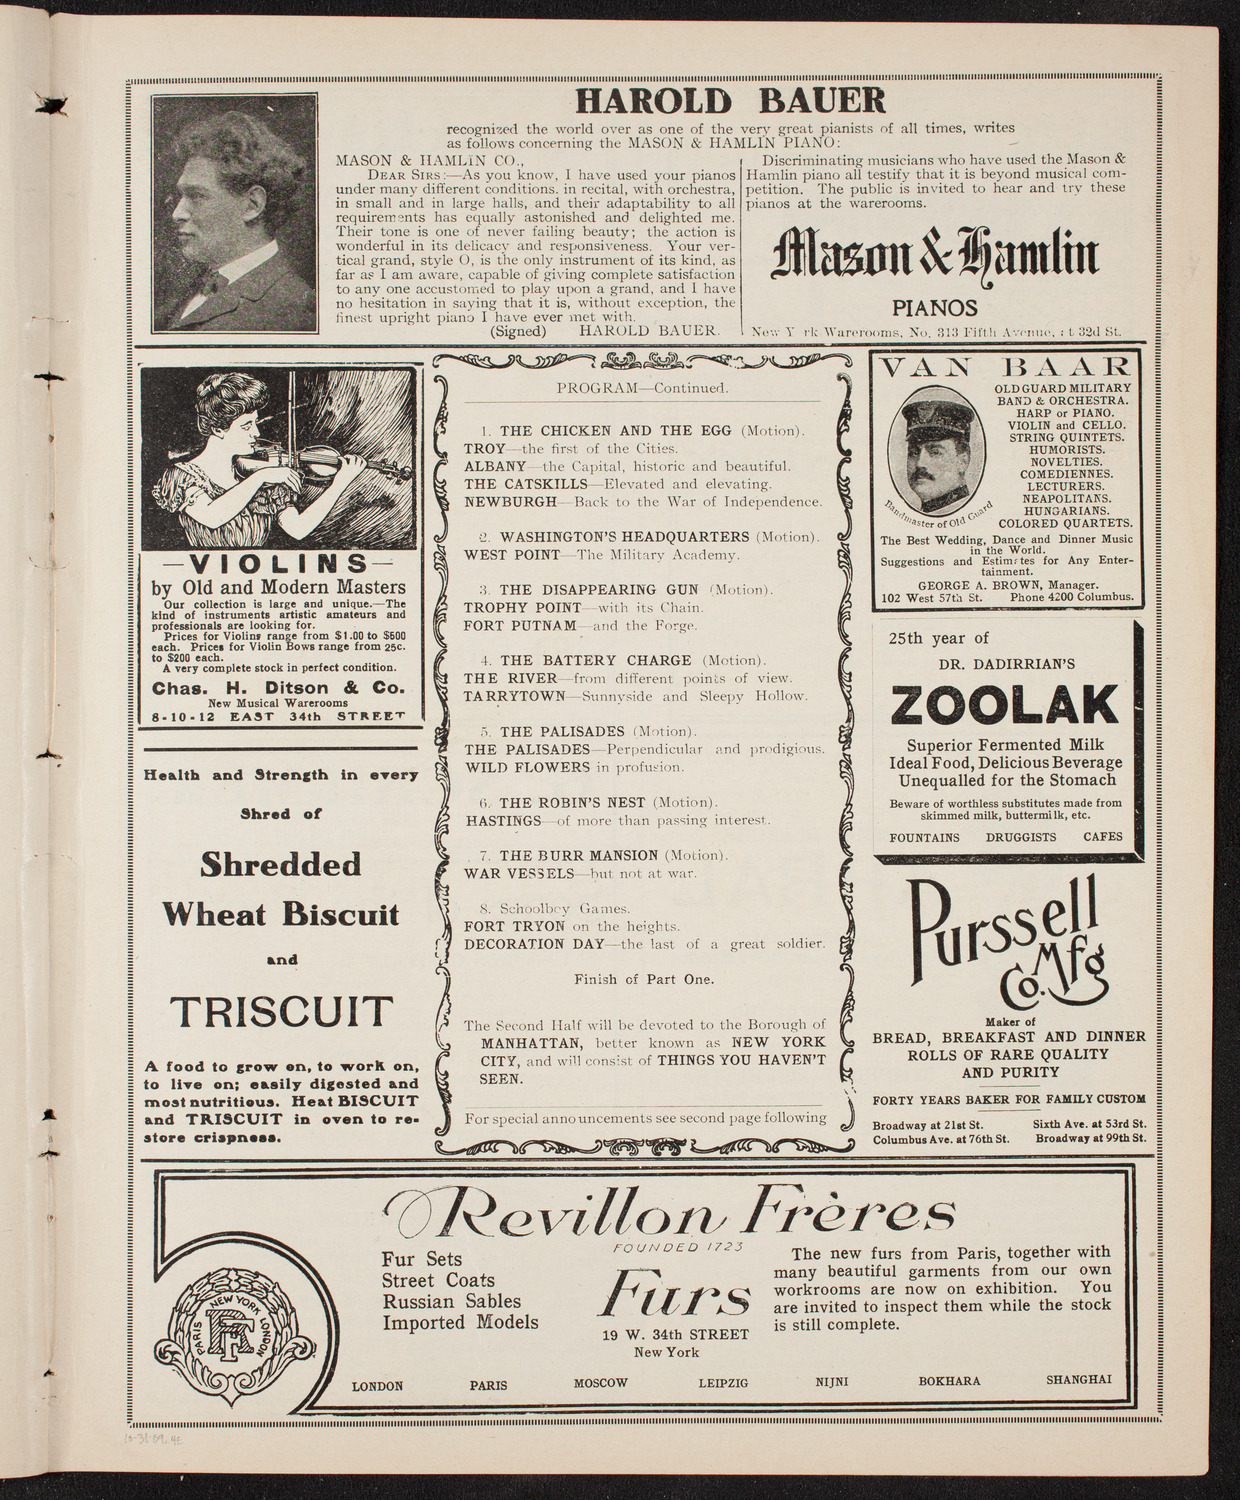 HAROLD BAUER
recognized the world over as one of the very great pianists of all times, writes
as follows concerning the MASON & HAMLIN PIANO:
MASON & HAMLIN CO.,
DEAR SIRS:—As you know, I have used your pianos
under many different conditions. in recital, with orchestra,
in small and in large halls, and their adaptability to all
requirements has equally astonished and delighted me.
Their tone is one of never failing beauty; the action is
wonderful in its delicacy and responsiveness. Your ver-
tical grand, style O, is the only instrument of its kind, as
far as I am aware, capable of giving complete satisfaction
to any one accustomed to play upon a grand, and I have
no hesitation in saying that it is, without exception, the
finest upright piano I have ever met with.
(Signed) HAROLD BAUER.
Discriminating musicians who have used the Mason &
Hamlin piano all testify that it is beyond musical com-
petition. The public is invited to hear and try these
pianos at the warerooms.
Mason & Hamlin
PIANOS
New Y rk Warerooms, No. 313 Fifth Avenue, at 32d St.
—VIOLINS—
by Old and Modern Masters
Our collection is large and unique.—The
kind of instruments artistic amateurs and
professionals are looking for.
Prices for Violins range from $1.00 to $600
each. Prices for Violin Bows range from 25c.
to $200 each.
A very complete stock in perfect condition.
Chas. H. Ditson & Co.
New Musical Warerooms
8-10-12 EAST 34th STREET
Health and Strength in every
Shred of
Shredded
Wheat Biscuit
and
TRISCUIT
A food to grow on, to work on,
to live on; easily digested and
most nutritious. Heat BISCUIT
and TRISCUIT in oven to re-
store crispness.
PROGRAM—Continued.
1. THE CHICKEN AND THE EGG (Motion).
TROY—the first of the Cities.
ALBANY—the Capital, historic and beautiful.
THE CATSKILLS—Elevated and elevating.
NEWBURGH—Back to the War of Independence.
2. WASHINGTON'S HEADQUARTERS (Motion).
WEST POINT—The Military Academy.
3. THE DISAPPEARING GUN (Motion).
TROPHY POINT—with its Chain.
FORT PUTNAM—and the Forge.
4. THE BATTERY CHARGE (Motion).
THE RIVER—from different points of view.
TARRYTOWN—Sunnyside and Sleepy Hollow.
5. THE PALISADES (Motion).
THE PALISADES—Perpendicular and prodigious.
WILD FLOWERS in profusion.
6. THE ROBIN'S NEST (Motion).
HASTINGS—of more than passing interest.
7. THE BURR MANSION (Motion).
WAR VESSELS—but not at war.
8. Schoolboy Games.
FORT TRYON on the heights.
DECORATION DAY—the last of a great soldier.
Finish of Part One.
The Second Half will be devoted to the Borough of
MANHATTAN, better known as NEW YORK
CITY, and will consist of THINGS YOU HAVEN'T
SEEN.
For special announcements see second page following
VAN BAAR
OLD GUARD MILITARY
BAND & ORCHESTRA.
HARP or PIANO.
VIOLIN and CELLO.
STRING QUINTETS.
HUMORISTS.
NOVELTIES.
COMEDIENNES.
LECTURERS.
NEAPOLITANS.
HUNGARIANS.
COLORED QUARTETS.
Bandmaster of Old Guard
The Best Wedding, Dance and Dinner Music
in the World.
Suggestions and Estimates for Any Enter-
tainment.
GEORGE A. BROWN, Manager.
102 West 57th St. Phone 4200 Columbus.
25th year of
DR. DADIRRIAN'S
ZOOLAK
Superior Fermented Milk
Ideal Food, Delicious Beverage
Unequalled for the Stomach
Beware of worthless substitutes made from
skimmed milk, buttermilk, etc.
FOUNTAINS DRUGGISTS CAFES
Purssell
Mfg
Co.
Maker of
BREAD, BREAKFAST AND DINNER
ROLLS OF RARE QUALITY
AND PURITY
FORTY YEARS BAKER FOR FAMILY CUSTOM
Broadway at 21st St. Sixth Ave. at 53rd St.
Columbus Ave. at 76th St. Broadway at 99th St.
Revillon Frères
FOUNDED 1723
Fur Sets
Street Coats
Russian Sables
Imported Models
Furs
19 W. 34th STREET
New York
The new furs from Paris, together with
many beautiful garments from our own
workrooms are now on exhibition. You
are invited to inspect them while the stock
is still complete.
PARIS NEW YORK LONDON
RF
LONDON PARIS MOSCOW LEIPZIG NIJNI BOKHARA SHANGHAI
10-31-09, 4E